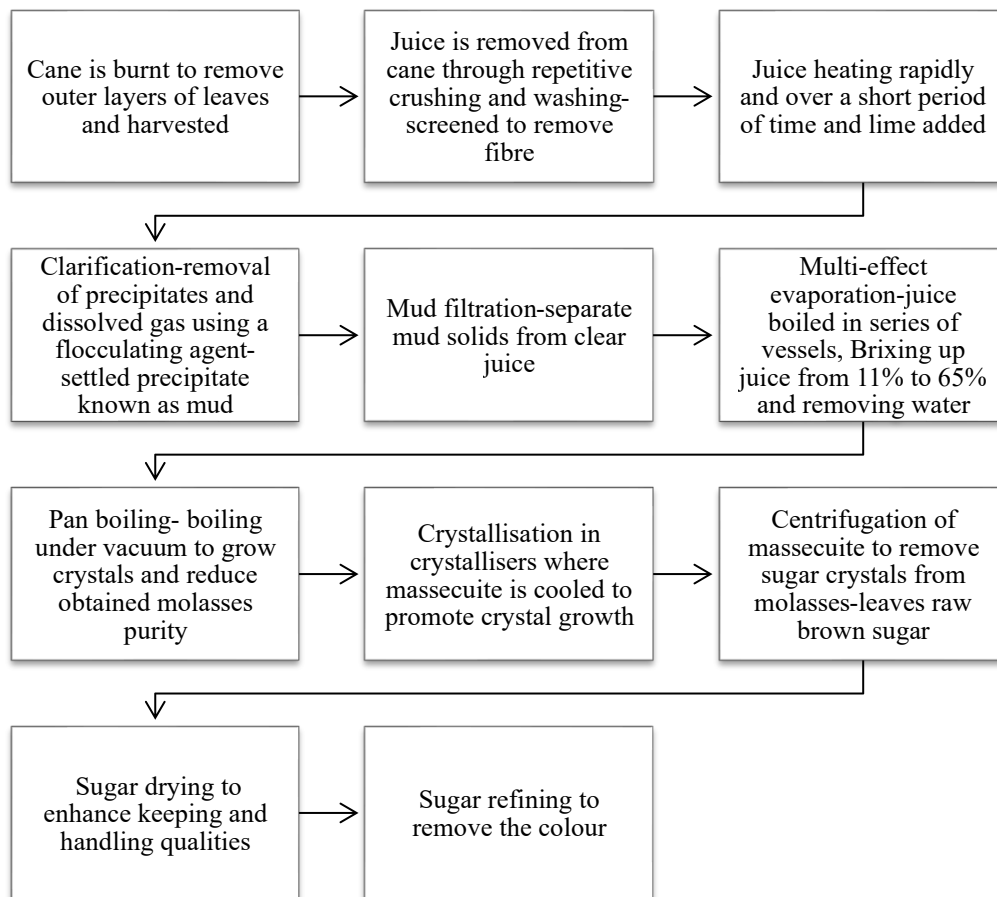 Cane is burnt to remove
outer layers of leaves
and harvested
Juice is removed from
cane through repetitive
crushing and washing-
screened to remove
fibre
Juice heating rapidly
and over a short period
of time and lime added
Clarification-removal
of precipitates and
dissolved gas using a
flocculating agent-
settled precipitate
known as mud
Mud filtration-separate
mud solids from clear
juice
Multi-effect
evaporation-juice
boiled in series of
vessels, Brixing up
juice from 11% to 65%
and removing water
Pan boiling- boiling
under vacuum to grow
crystals and reduce
obtained molasses
purity
Crystallisation in
crystallisers where
massecuite is cooled to
promote crystal growth
Centrifugation of
massecuite to remove
sugar crystals from
molasses-leaves raw
brown sugar
Sugar drying to
enhance keeping and
handling qualities
Sugar refining to
remove the colour